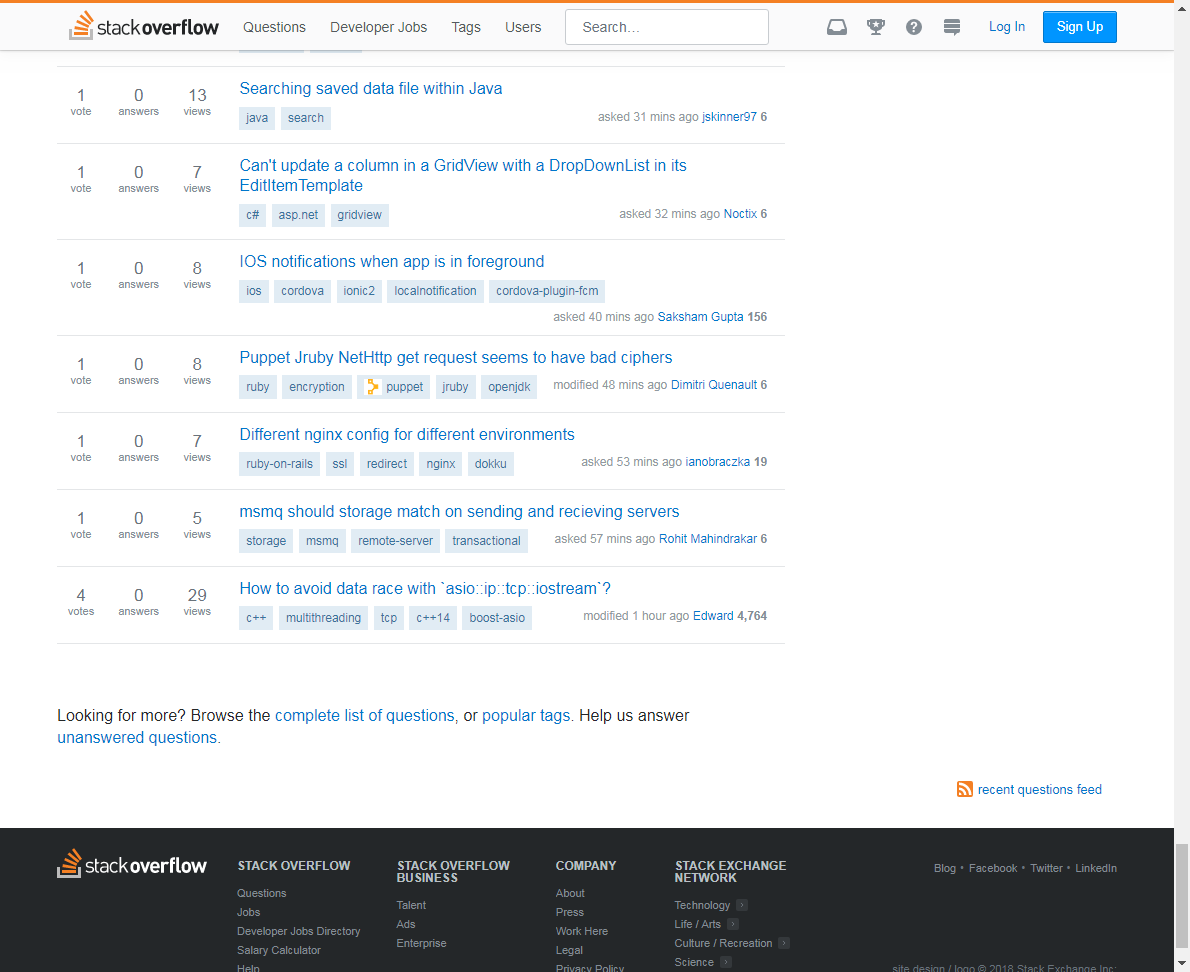 stack overflow Questions Developer Jobs Tags Users Search… Log In Sign Up
1 0 13 Searching saved data file within Java
vote answers views
java search asked 31 mins ago jskinner97 6
1 0 7 Can't update a column in a GridView with a DropDownList in its
vote answers views EditItemTemplate
c# asp.net gridview asked 32 mins ago Noctix 6
1 0 8 IOS notifications when app is in foreground
vote answers views
ios cordova ionic2 localnotification cordova-plugin-fcm
asked 40 mins ago Saksham Gupta 156
1 0 8 Puppet Jruby NetHttp get request seems to have bad ciphers
vote answers views
ruby encryption puppet jruby openjdk modified 48 mins ago Dimitri Quenault 6
1 0 7 Different nginx config for different environments
vote answers views
ruby-on-rails ssl redirect nginx dokku asked 53 mins ago ianobraczka 19
1 0 5 msmq should storage match on sending and recieving servers
vote answers views
storage msmq remote-server transactional asked 57 mins ago Rohit Mahindrakar 6
4 0 29 How to avoid data race with `asio::ip::tcp::iostream`?
votes answers views
c++ multithreading tcp c++14 boost-asio modified 1 hour ago Edward 4,764
Looking for more? Browse the complete list of questions, or popular tags. Help us answer
unanswered questions.
recent questions feed
stack overflow
STACK OVERFLOW
Questions
Jobs
Developer Jobs Directory
Salary Calculator
Help
STACK OVERFLOW
BUSINESS
Talent
Ads
Enterprise
COMPANY
About
Press
Work Here
Legal
Privacy Policy
STACK EXCHANGE
NETWORK
Technology
Life / Arts
Culture / Recreation
Science
Blog • Facebook • Twitter • LinkedIn
site design / logo © 2018 Stack Exchange Inc;